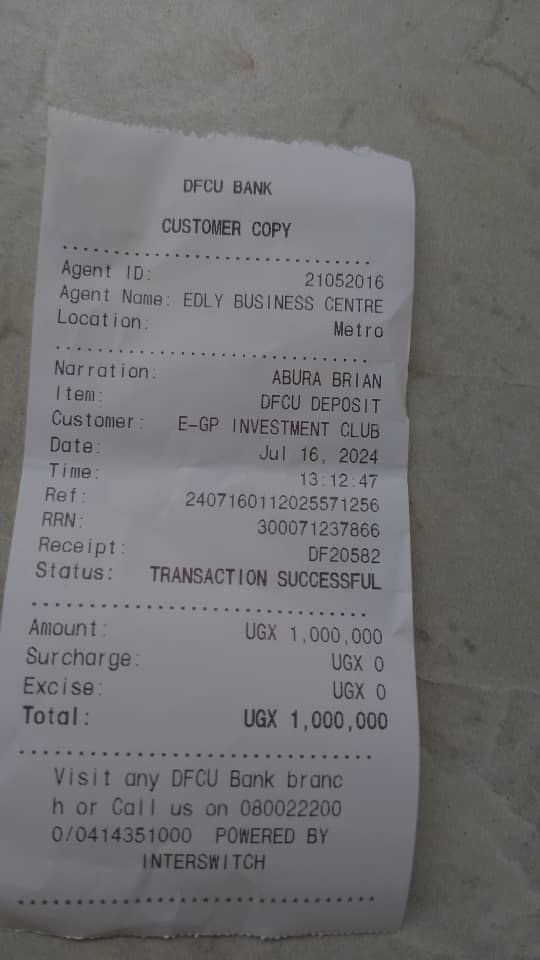 DFCU BANK
CUSTOMER COPY
Agent ID: 21052016
Agent Name: EDLY BUSINESS CENTRE
Location: Metro
Narration: ABURA BRIAN
Item: DFCU DEPOSIT
Customer: E-GP INVESTMENT CLUB
Date: Jul 16, 2024
Time: 13:12:47
Ref: 2407160112025571256
RRN: 300071237866
Receipt: DF20582
Status: TRANSACTION SUCCESSFUL
Amount: UGX 1,000,000
Surcharge: UGX 0
Excise: UGX 0
Total: UGX 1,000,000
Visit any DFCU Bank branc
h or Call us on 080022200
0/0414351000 POWERED BY
INTERSWITCH